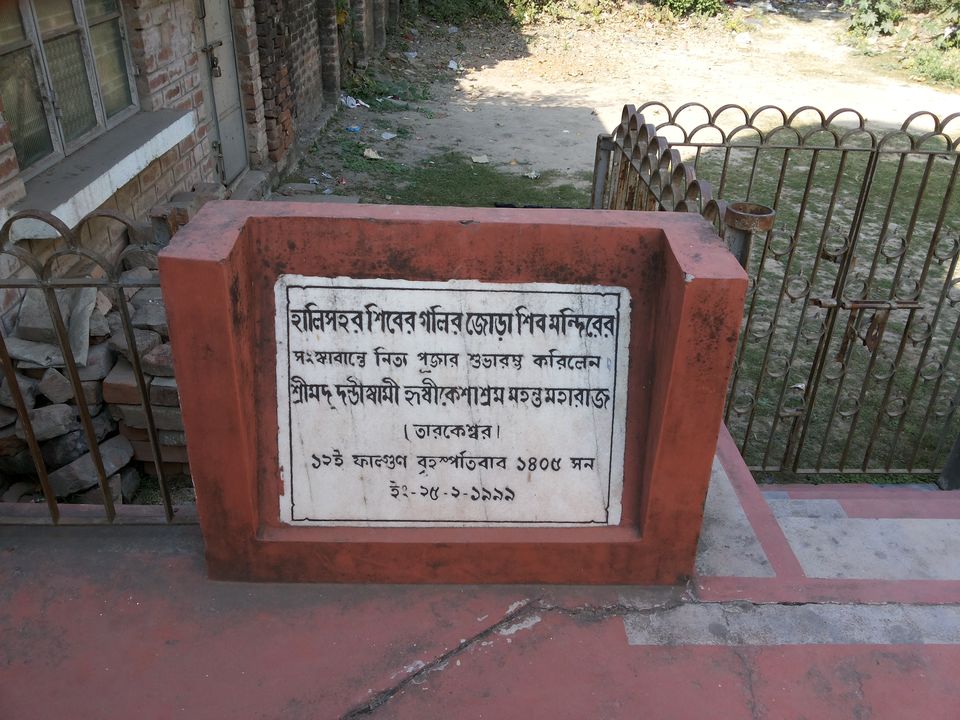 হালিসহর শিবের গলির জোড়া শিব মন্দিরের
সংস্কারান্তে নিত্য পূজার শুভারম্ভ করিলেন
শ্রীমদ্ দণ্ডীস্বামী হৃষীকেশাশ্রম মহন্তমহারাজ
(তারকেশ্বর)
১২ই ফাল্গুণ বৃহস্পতিবার ১৪০৫ সন
ইং-২৫-২-১৯৯৯